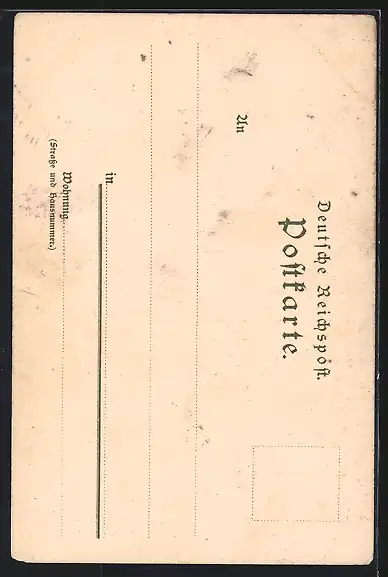 Deutsche Reichspost.
Postkarte.
An
in
Wohnung
(Straße und Hausnummer.)